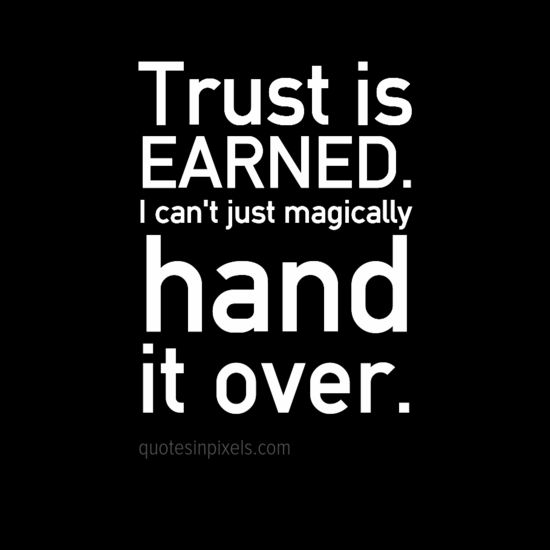 Trust is
EARNED.
I can't just magically
hand
it over.
quotesinpixels.com